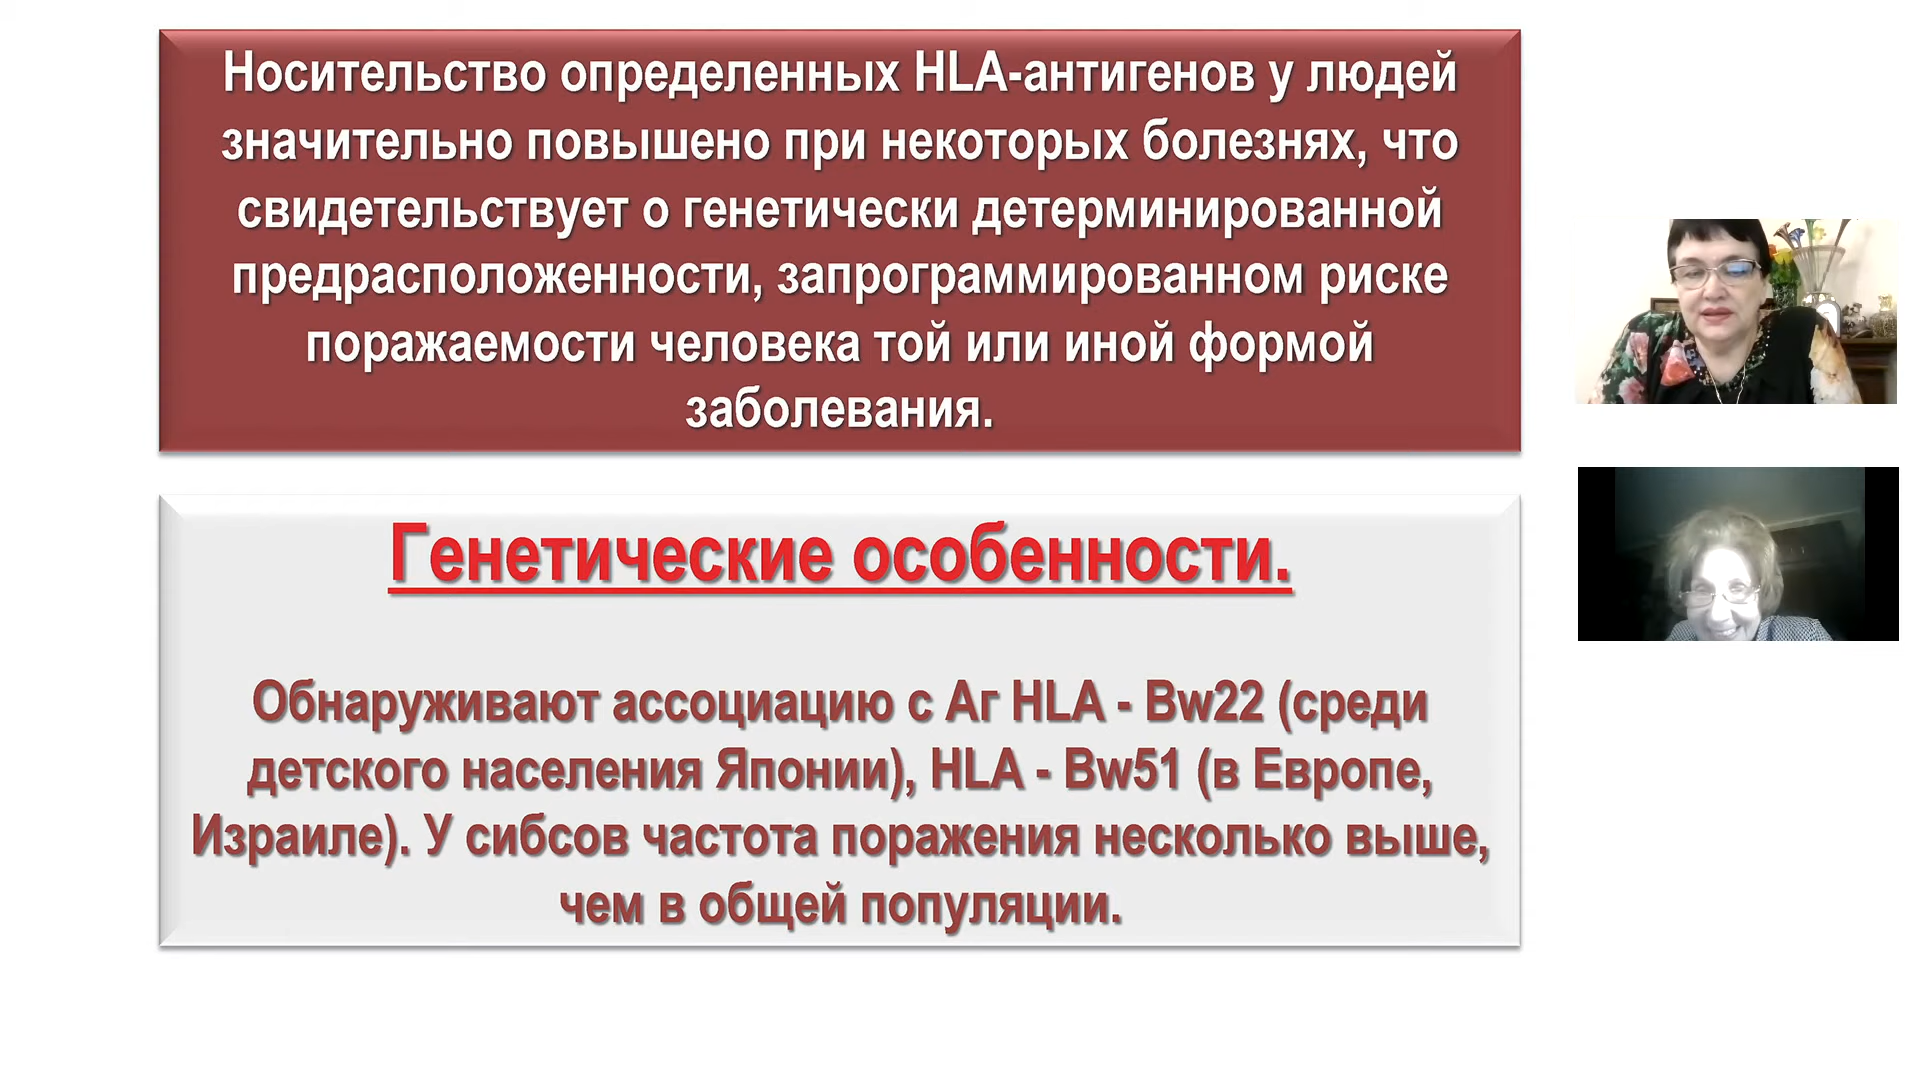 Носительство определенных HLA-антигенов у людей
значительно повышено при некоторых болезнях, что
свидетельствует о генетически детерминированной
предрасположенности, запрограммированном риске
поражаемости человека той или иной формой
заболевания.
Генетические особенности.
Обнаруживают ассоциацию с Аг HLA - Bw22 (среди
детского населения Японии), HLA - Bw51 (в Европе,
Израиле). У сибсов частота поражения несколько выше,
чем в общей популяции.